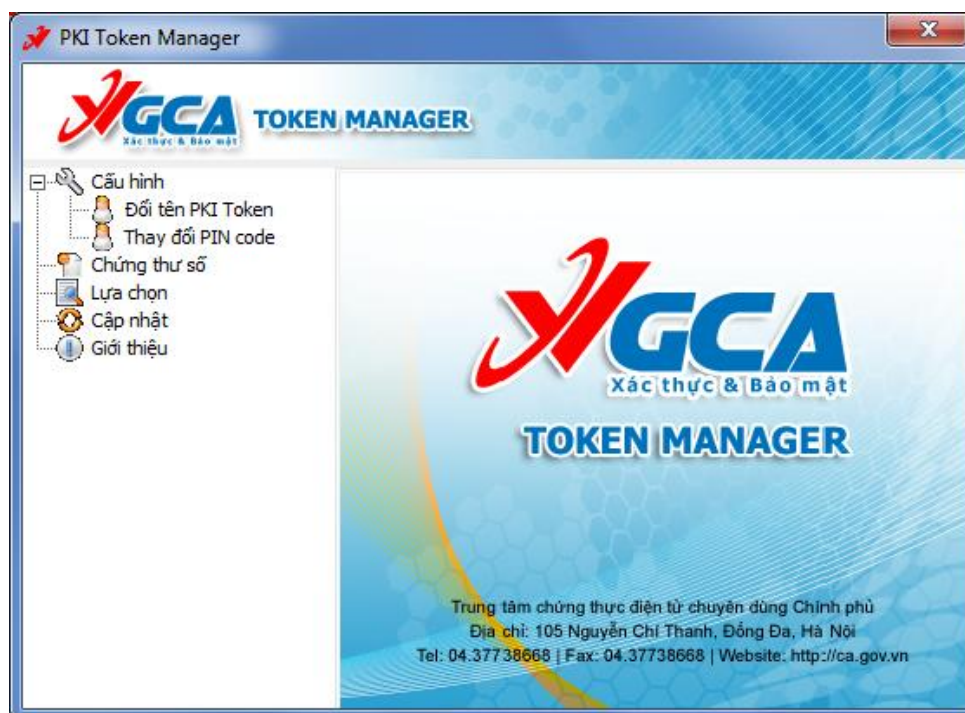 PKI Token Manager
VGCA TOKEN MANAGER
Xác thực & Bảo mật
Cấu hình
Đổi tên PKI Token
Thay đổi PIN code
Chứng thư số
Lựa chọn
Cập nhật
Giới thiệu
VGCA
Xác thực & Bảo mật
TOKEN MANAGER
Trung tâm chứng thực điện tử chuyên dùng Chính phủ
Địa chỉ: 105 Nguyễn Chí Thanh, Đống Đa, Hà Nội
Tel: 04.37738668 | Fax: 04.37738668 | Website: http://ca.gov.vn